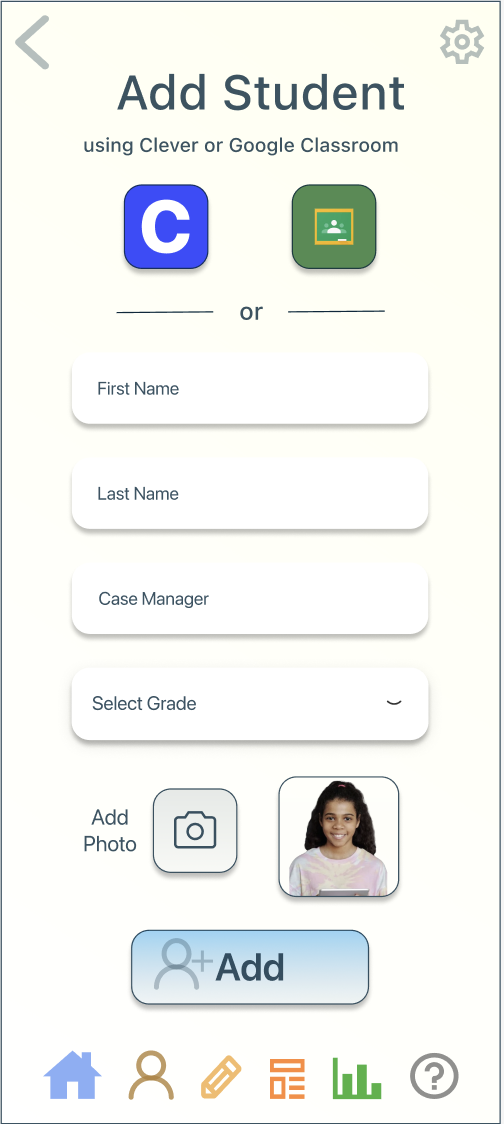 Add Student
using Clever or Google Classroom
C
or
First Name
Last Name
Case Manager
Select Grade
Add
Photo
Add
?